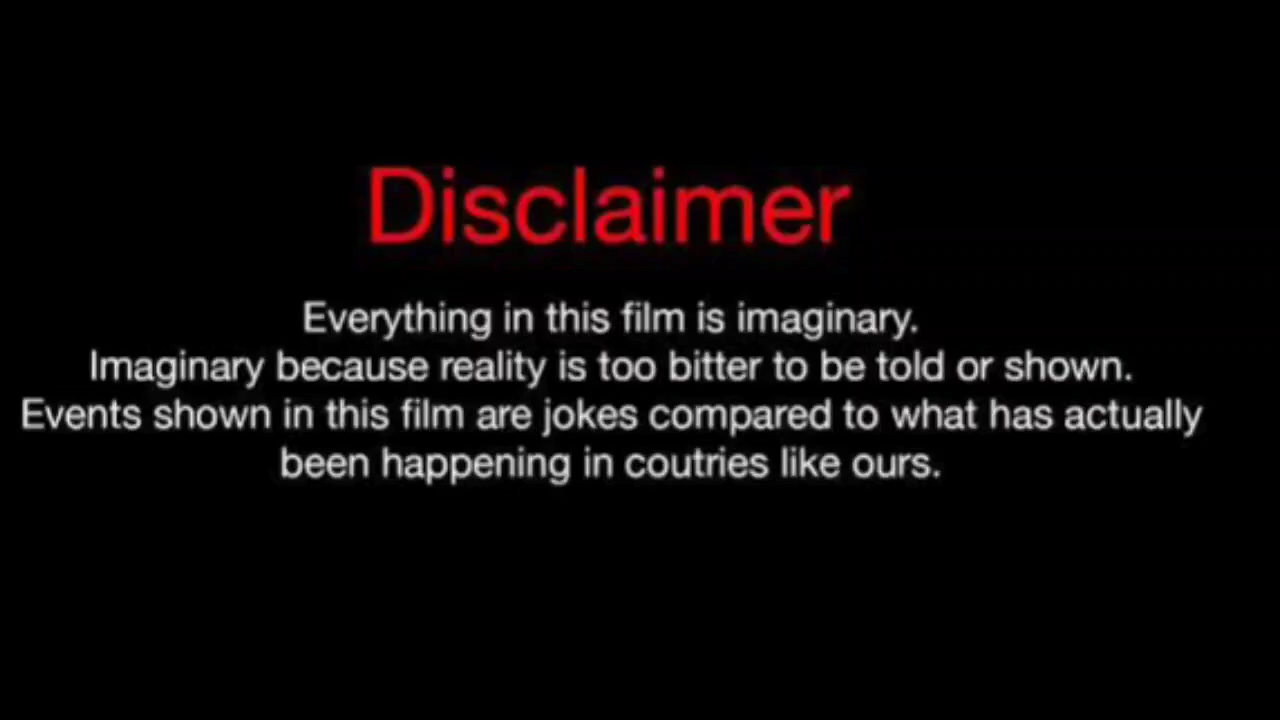 Disclaimer
Everything in this film is imaginary.
Imaginary because reality is too bitter to be told or shown.
Events shown in this film are jokes compared to what has actually
been happening in coutries like ours.